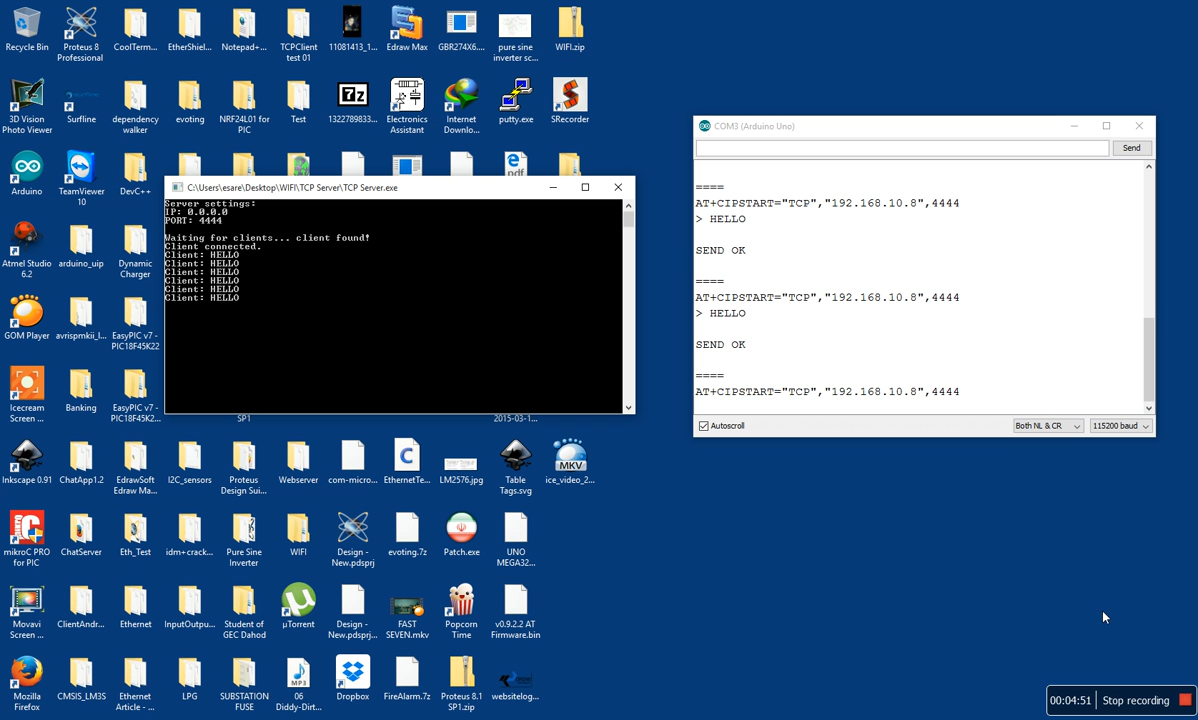 Recycle Bin
Proteus 8 Professional
CoolTerm...
EtherShiel...
Notepad+...
TCPClient test 01
11081413_1...
Edraw Max
GBR274X6....
pure sine inverter sc...
WIFI.zip
3D Vision Photo Viewer
Surfline
dependency walker
evoting
NRF24L01 for PIC
Test
1322789833...
Electronics Assistant
Internet Downlo...
putty.exe
SRecorder
Arduino
TeamViewer 10
DevC++
Atmel Studio 6.2
arduino_uip
Dynamic Charger
GOM Player
avrispmkii_l...
EasyPIC v7 - PIC18F45K22
Icecream Screen ...
Banking
EasyPIC v7 - PIC18F45K2...
SP1
2015-03-1...
Inkscape 0.91
ChatApp1.2
EdrawSoft Edraw Ma...
I2C_sensors
Proteus Design Sui...
Webserver
com-micro...
EthernetTe...
LM2576.jpg
Table Tags.svg
ice_video_2...
mikroC PRO for PIC
ChatServer
Eth_Test
idm+crack...
Pure Sine Inverter
WIFI
Design - New.pdsprj
evoting.7z
Patch.exe
UNO MEGA32...
Movavi Screen ...
ClientAndr...
Ethernet
InputOutpu...
Student of GEC Dahod
µTorrent
Design - New.pdsprj...
FAST SEVEN.mkv
Popcorn Time
v0.9.2.2 AT Firmware.bin
Mozilla Firefox
CMSIS_LM3S
Ethernet Article - ...
LPG
SUBSTATION FUSE
06 Diddy-Dirt...
Dropbox
FireAlarm.7z
Proteus 8.1 SP1.zip
websitelog...
C:\Users\esare\Desktop\WIFI\TCP Server\TCP Server.exe
Server settings:
IP: 0.0.0.0
PORT: 4444
Waiting for clients... client found!
Client connected.
Client: HELLO
Client: HELLO
Client: HELLO
Client: HELLO
Client: HELLO
Client: HELLO
COM3 (Arduino Uno)
Send
====
AT+CIPSTART="TCP","192.168.10.8",4444
> HELLO
SEND OK
====
AT+CIPSTART="TCP","192.168.10.8",4444
> HELLO
SEND OK
====
AT+CIPSTART="TCP","192.168.10.8",4444
Autoscroll
Both NL & CR
115200 baud
00:04:51
Stop recording